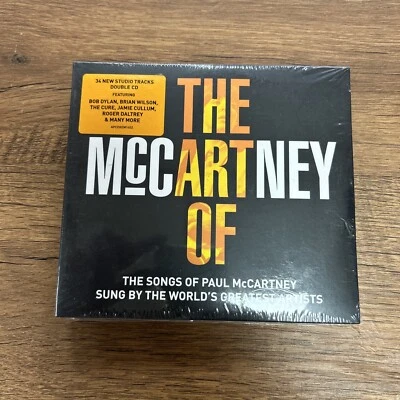 34 NEW STUDIO TRACKS
DOUBLE CD
FEATURING
BOB DYLAN, BRIAN WILSON,
THE CURE, JAMIE CULLUM,
ROGER DALTREY
& MANY MORE
THE
McCARTNEY
OF
THE SONGS OF PAUL McCARTNEY
SUNG BY THE WORLD'S GREATEST ARTISTS